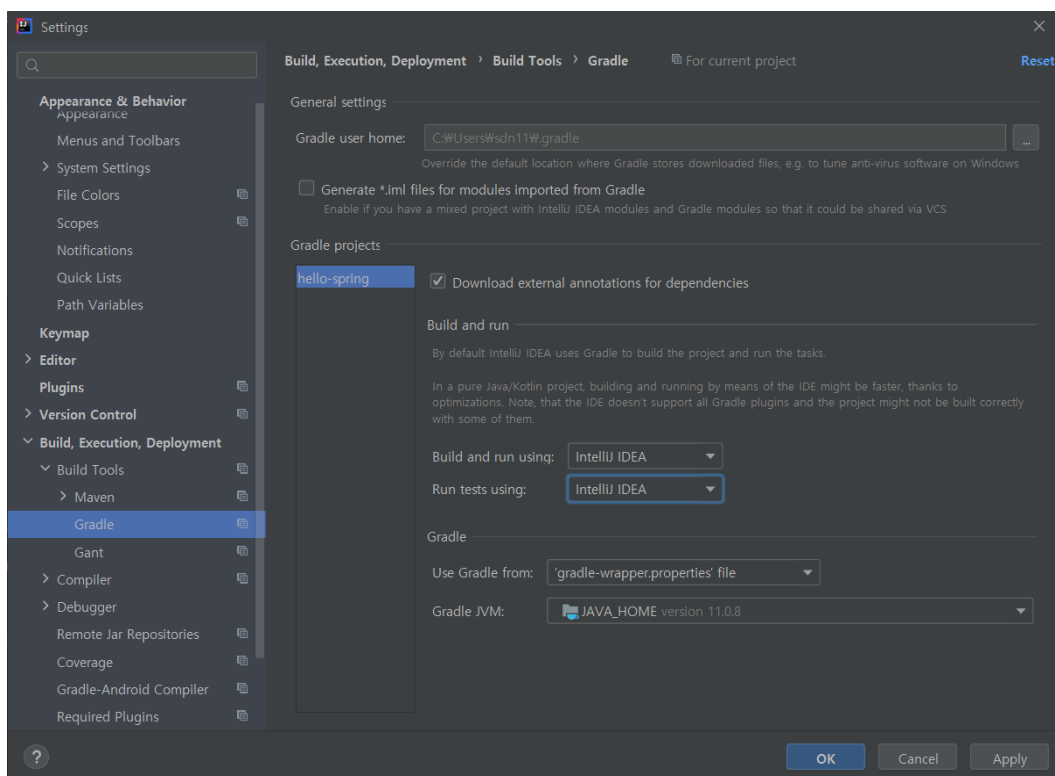 Settings
Build, Execution, Deployment › Build Tools › Gradle For current project Reset
Appearance & Behavior
Appearance
Menus and Toolbars
System Settings
File Colors
Scopes
Notifications
Quick Lists
Path Variables
Keymap
Editor
Plugins
Version Control
Build, Execution, Deployment
Build Tools
Maven
Gradle
Gant
Compiler
Debugger
Remote Jar Repositories
Coverage
Gradle-Android Compiler
Required Plugins
General settings
Gradle user home: C:₩Users₩sdn11₩.gradle ...
Override the default location where Gradle stores downloaded files, e.g. to tune anti-virus software on Windows
Generate *.iml files for modules imported from Gradle
Enable if you have a mixed project with IntelliJ IDEA modules and Gradle modules so that it could be shared via VCS
Gradle projects
hello-spring
Download external annotations for dependencies
Build and run
By default IntelliJ IDEA uses Gradle to build the project and run the tasks.
In a pure Java/Kotlin project, building and running by means of the IDE might be faster, thanks to
optimizations. Note, that the IDE doesn't support all Gradle plugins and the project might not be built correctly
with some of them.
Build and run using: IntelliJ IDEA
Run tests using: IntelliJ IDEA
Gradle
Use Gradle from: 'gradle-wrapper.properties' file
Gradle JVM: JAVA_HOME version 11.0.8
? OK Cancel Apply